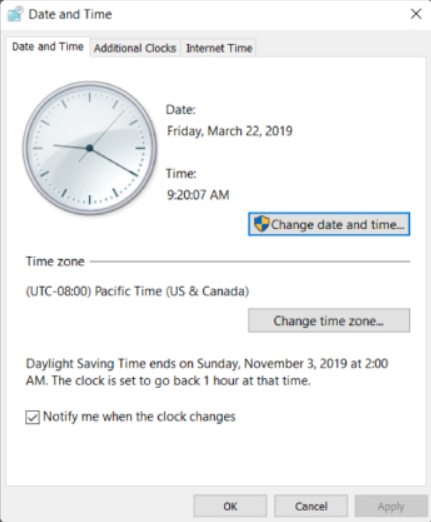 Date and Time
Date and Time
Additional Clocks
Internet Time
Date:
Friday, March 22, 2019
Time:
9:20:07 AM
Change date and time...
Time zone
(UTC-08:00) Pacific Time (US & Canada)
Change time zone...
Daylight Saving Time ends on Sunday, November 3, 2019 at 2:00
AM. The clock is set to go back 1 hour at that time.
Notify me when the clock changes
OK
Cancel
Apply